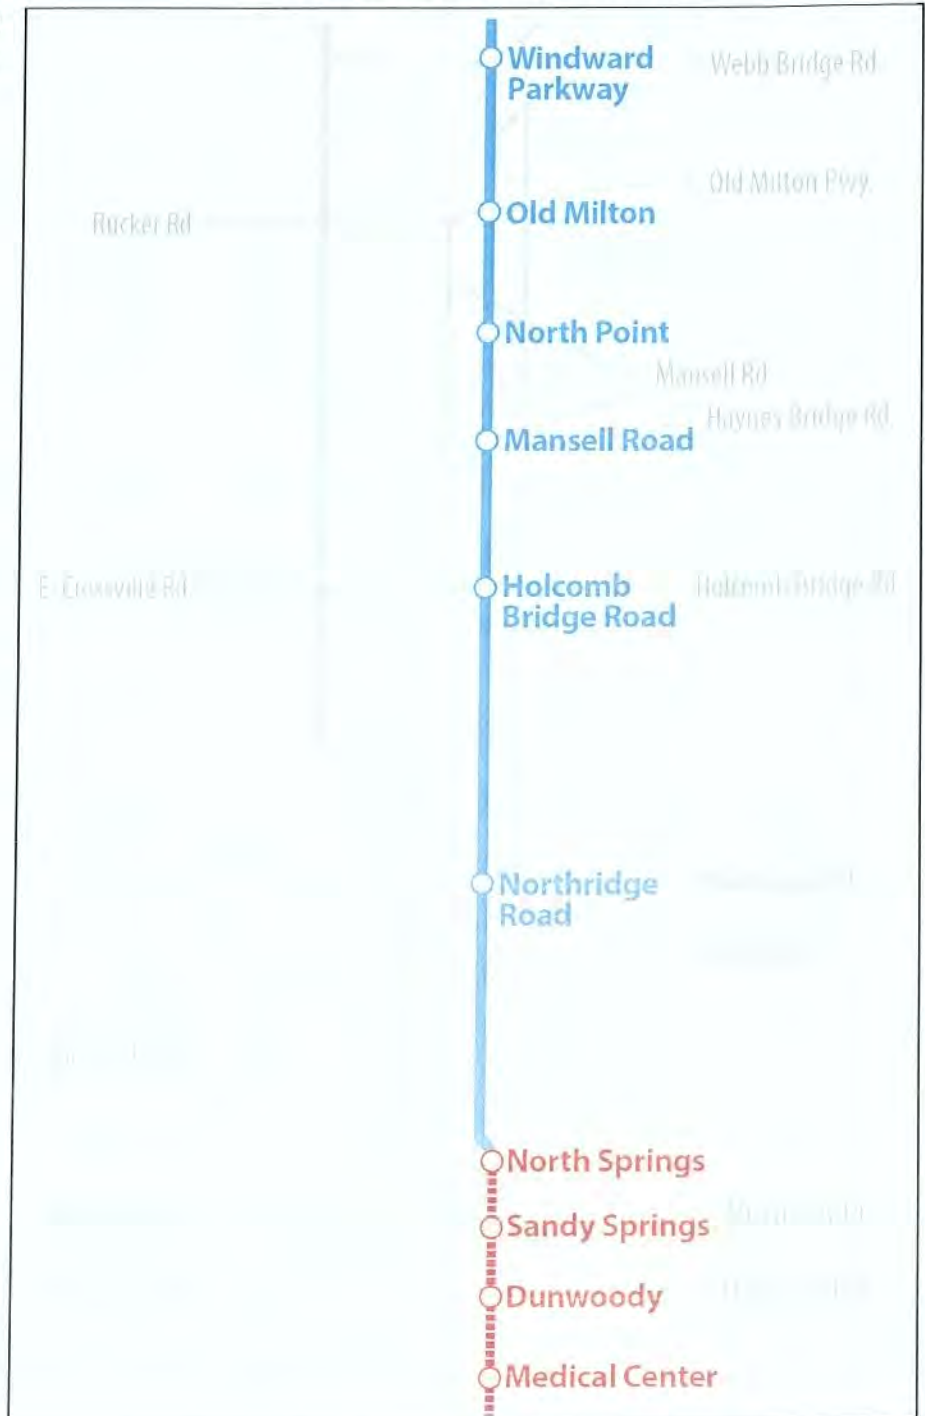 Windward
Parkway
Webb Bridge Rd.
Old Milton Pwy.
Old Milton
Rucker Rd
North Point
Mansell Rd
Haynes Bridge Rd.
Mansell Road
E. Crossville Rd
Holcomb
Bridge Road
Holcomb Bridge Rd
Northridge
Road
North Springs
Sandy Springs
Dunwoody
Medical Center